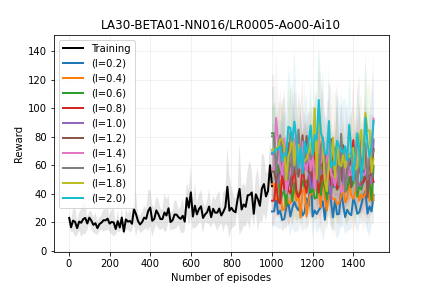 LA30-BETA01-NN016/LR0005-Ao00-Ai10
Training
(I=0.2)
(I=0.4)
(I=0.6)
(I=0.8)
(I=1.0)
(I=1.2)
(I=1.4)
(I=1.6)
(I=1.8)
(I=2.0)
Reward
140
120
100
80
60
40
20
0
0 200 400 600 800 1000 1200 1400
Number of episodes